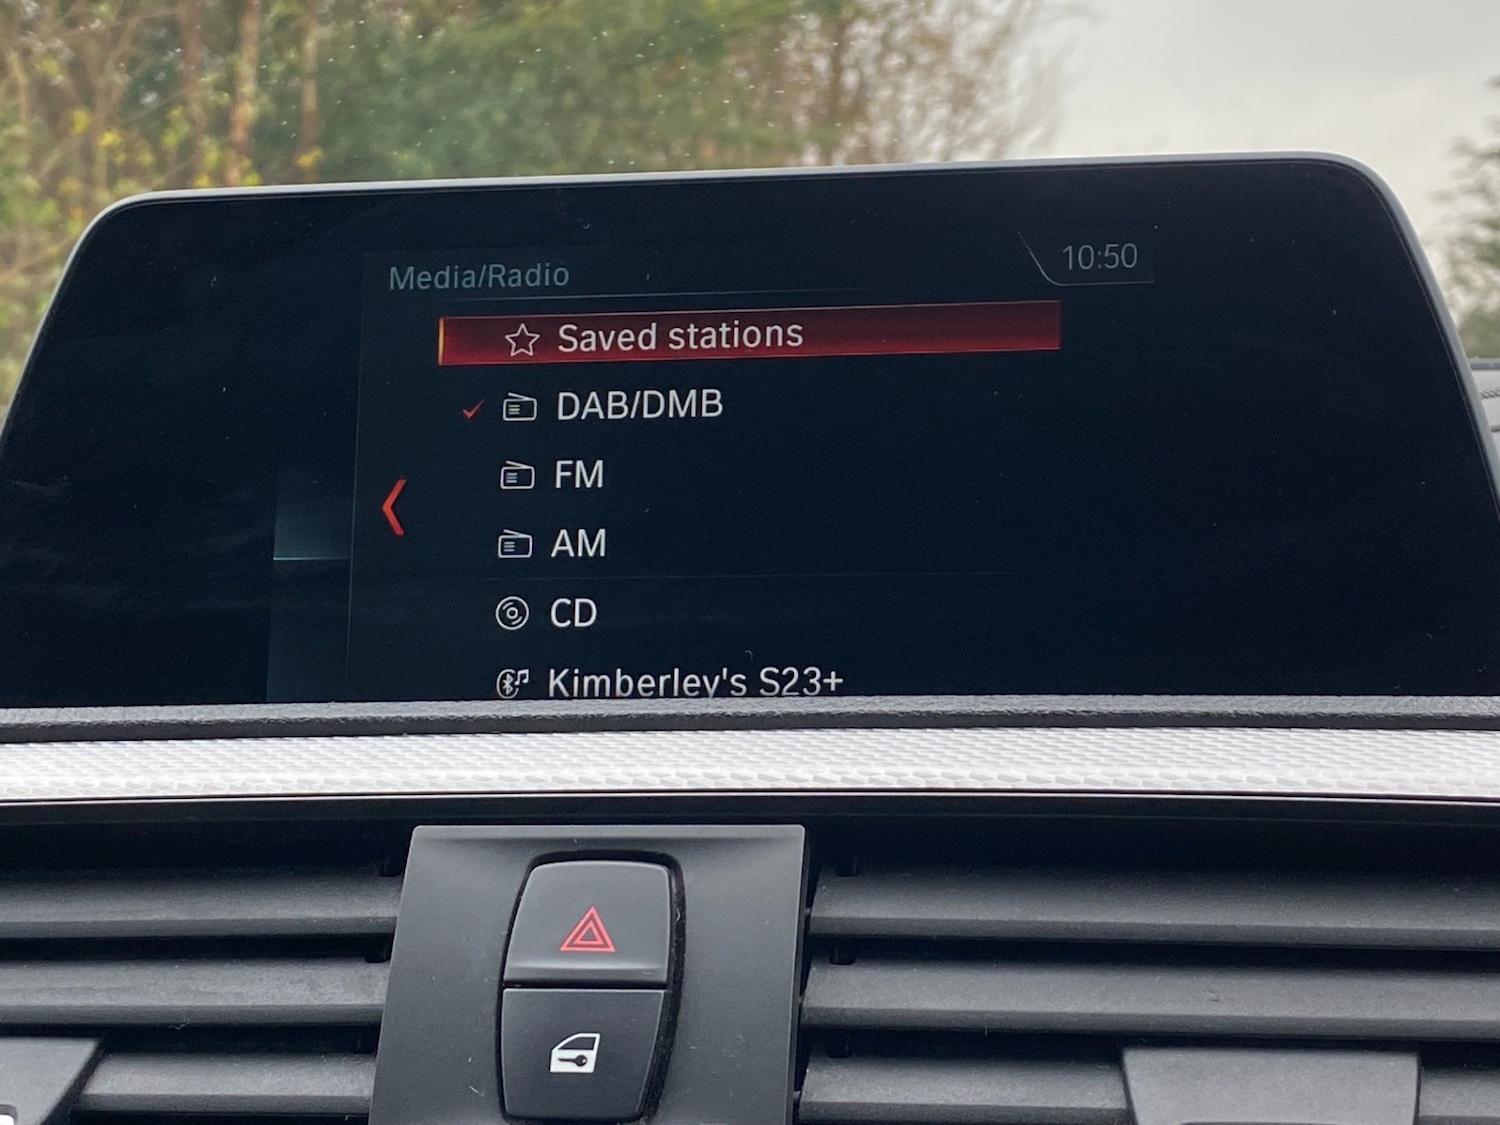 Media/Radio
10:50
Saved stations
DAB/DMB
FM
AM
CD
Kimberley's S23+